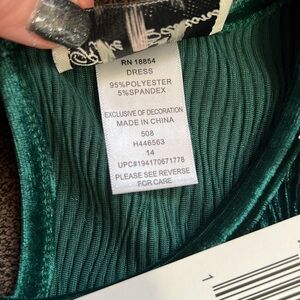 RN 18854
DRESS
95%POLYESTER
5%SPANDEX
EXCLUSIVE OF DECORATION
MADE IN CHINA
508
H446563
14
UPC#194170671778
PLEASE SEE REVERSE
FOR CARE
1